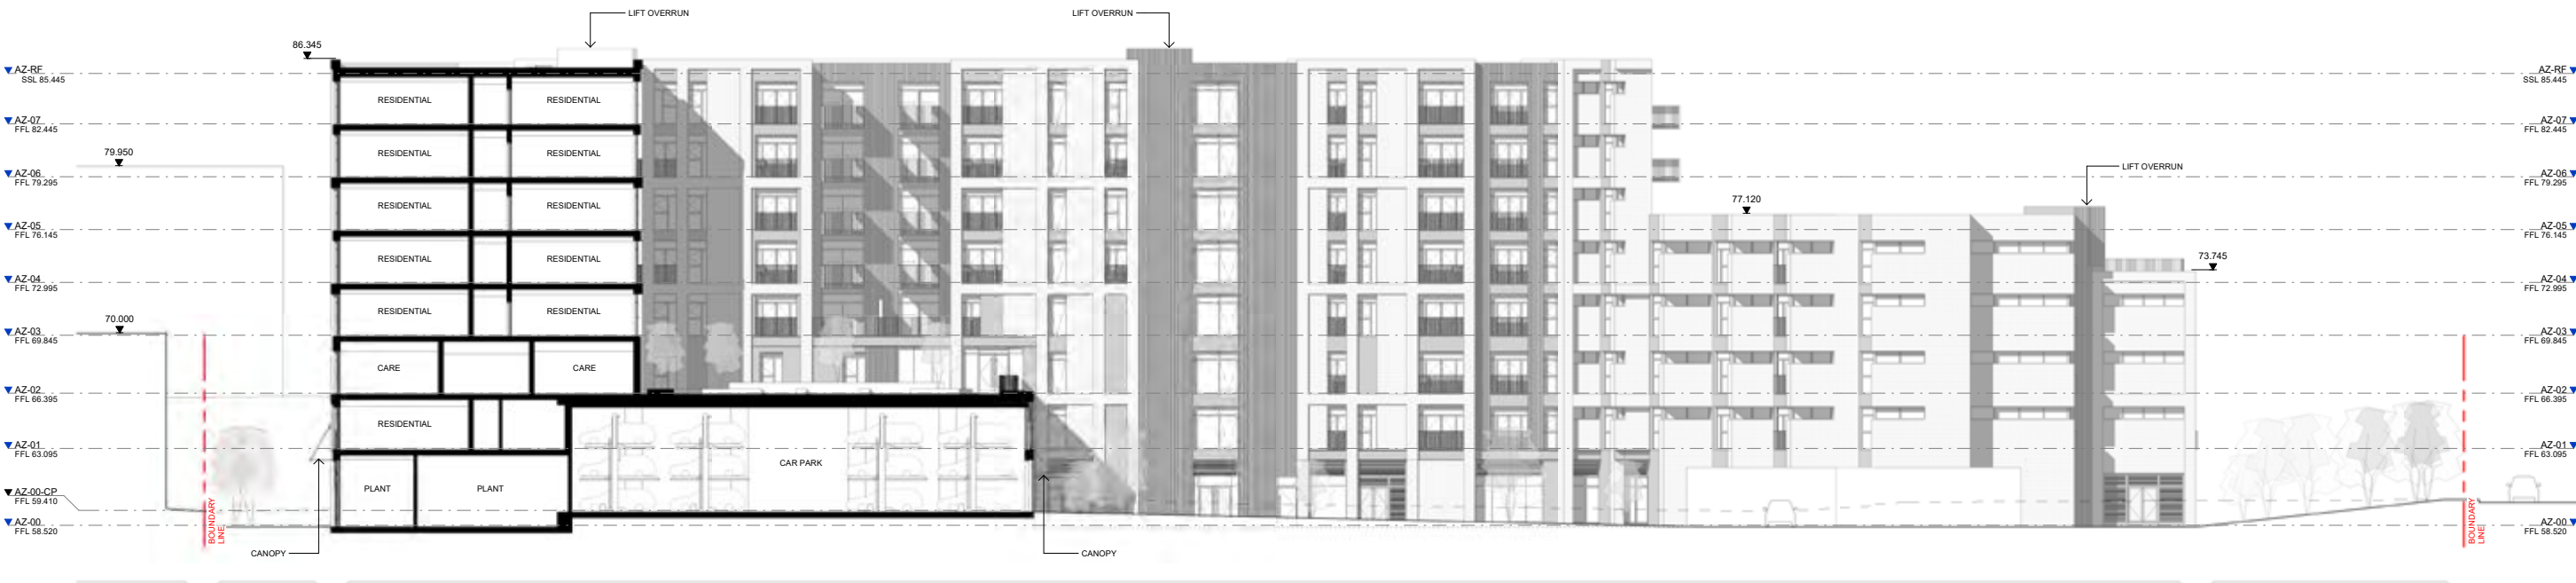 LIFT OVERRUN
LIFT OVERRUN
86.345
AZ-RF
SSL 85.445
AZ-RF
SSL 85.445
RESIDENTIAL
RESIDENTIAL
AZ-07
FFL 82.445
AZ-07
FFL 82.445
79.950
RESIDENTIAL
RESIDENTIAL
LIFT OVERRUN
AZ-06
FFL 79.295
AZ-06
FFL 79.295
RESIDENTIAL
RESIDENTIAL
77.120
AZ-05
FFL 76.145
AZ-05
FFL 76.145
RESIDENTIAL
RESIDENTIAL
73.745
AZ-04
FFL 72.995
AZ-04
FFL 72.995
RESIDENTIAL
RESIDENTIAL
70.000
AZ-03
FFL 69.845
AZ-03
FFL 69.845
CARE
CARE
AZ-02
FFL 66.395
AZ-02
FFL 66.395
RESIDENTIAL
AZ-01
FFL 63.095
AZ-01
FFL 63.095
CAR PARK
PLANT
PLANT
AZ-00-CP
FFL 59.410
AZ-00
FFL 58.520
BOUNDARY
LINE
BOUNDARY
LINE
AZ-00
FFL 58.520
CANOPY
CANOPY